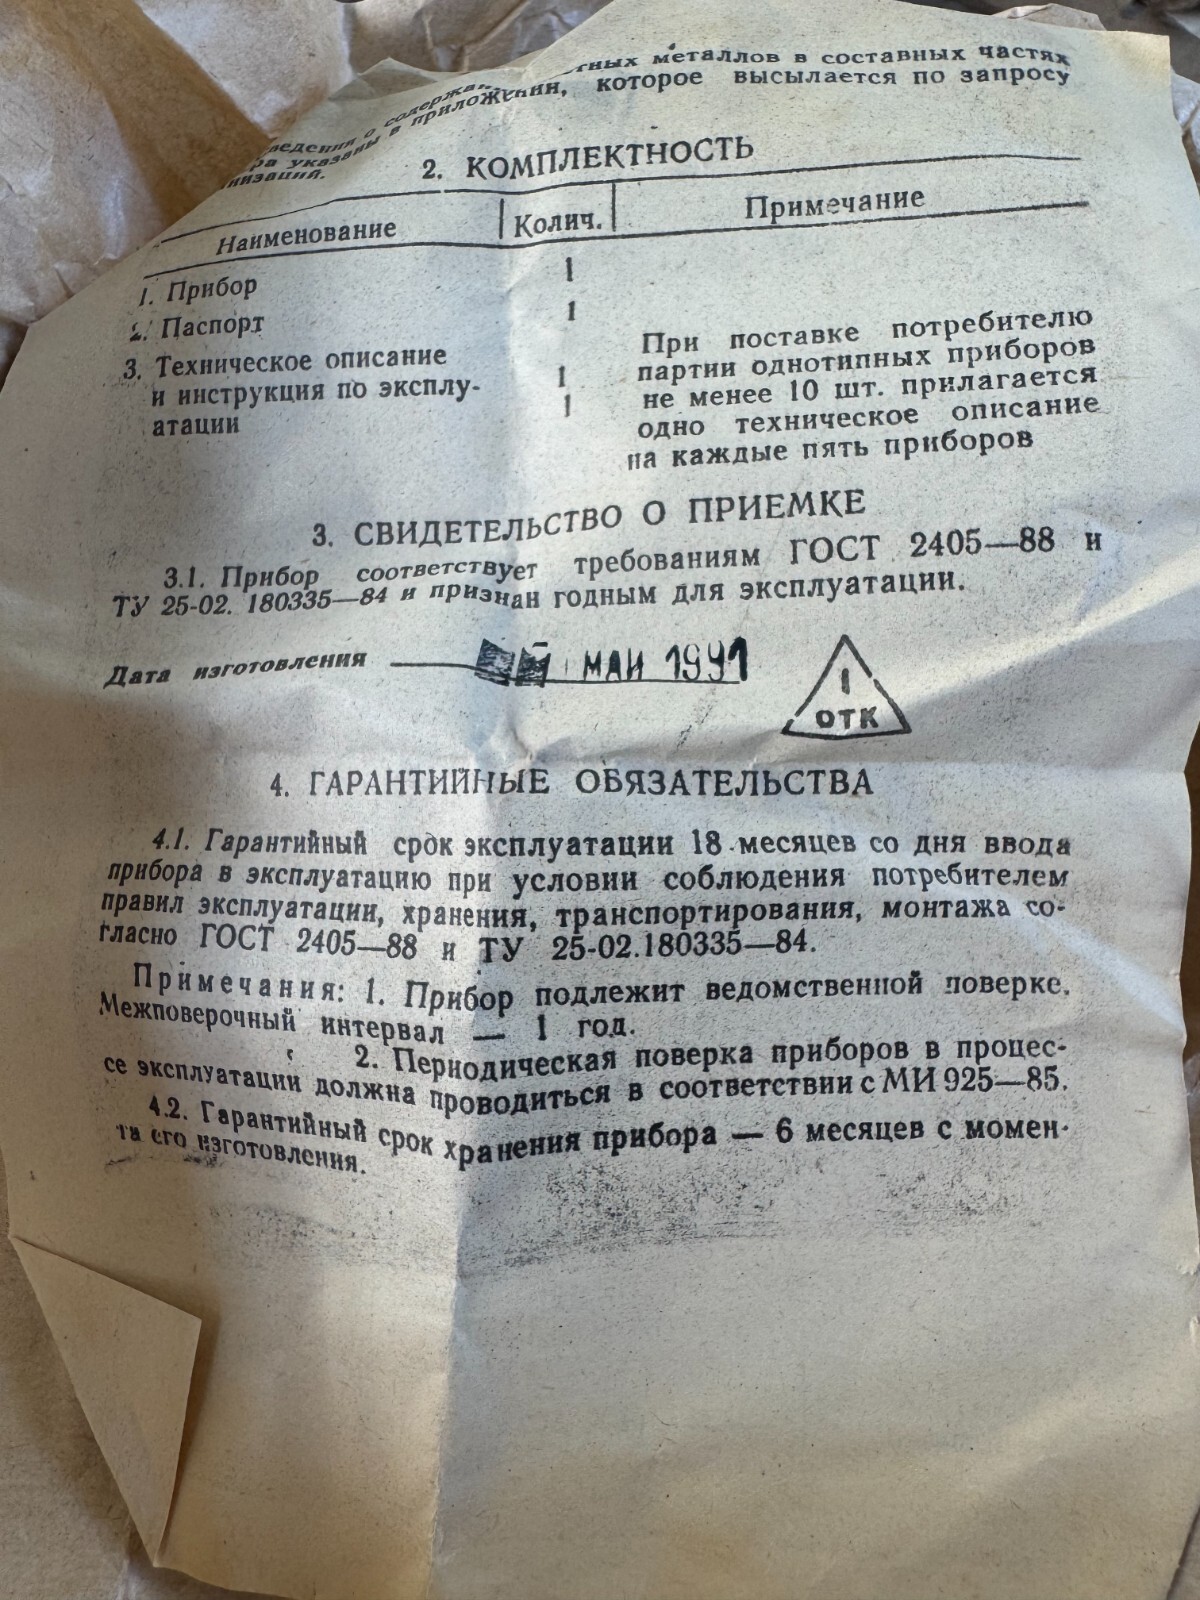 ведения о содержа тных металлов в составных частях
ра указаны в приложении, которое высылается по запросу
низаций.
2. КОМПЛЕКТНОСТЬ
Наименование Колич. Примечание
1. Прибор 1
2. Паспорт 1
3. Техническое описание
и инструкция по эксплу- 1
атации 1
При поставке потребителю
партии однотипных приборов
не менее 10 шт. прилагается
одно техническое описание
на каждые пять приборов
3. СВИДЕТЕЛЬСТВО О ПРИЕМКЕ
3.1. Прибор соответствует требованиям ГОСТ 2405—88 и
ТУ 25-02. 180335—84 и признан годным для эксплуатации.
Дата изготовления МАИ 1991
1
ОТК
4. ГАРАНТИЙНЫЕ ОБЯЗАТЕЛЬСТВА
4.1. Гарантийный срок эксплуатации 18 месяцев со дня ввода
прибора в эксплуатацию при условии соблюдения потребителем
правил эксплуатации, хранения, транспортирования, монтажа со-
гласно ГОСТ 2405—88 и ТУ 25-02.180335—84.
Примечания: 1. Прибор подлежит ведомственной поверке.
Межповерочный интервал — 1 год.
2. Периодическая поверка приборов в процес-
се эксплуатации должна проводиться в соответствии с МИ 925—85.
4.2. Гарантийный срок хранения прибора — 6 месяцев с момен-
та его изготовления.